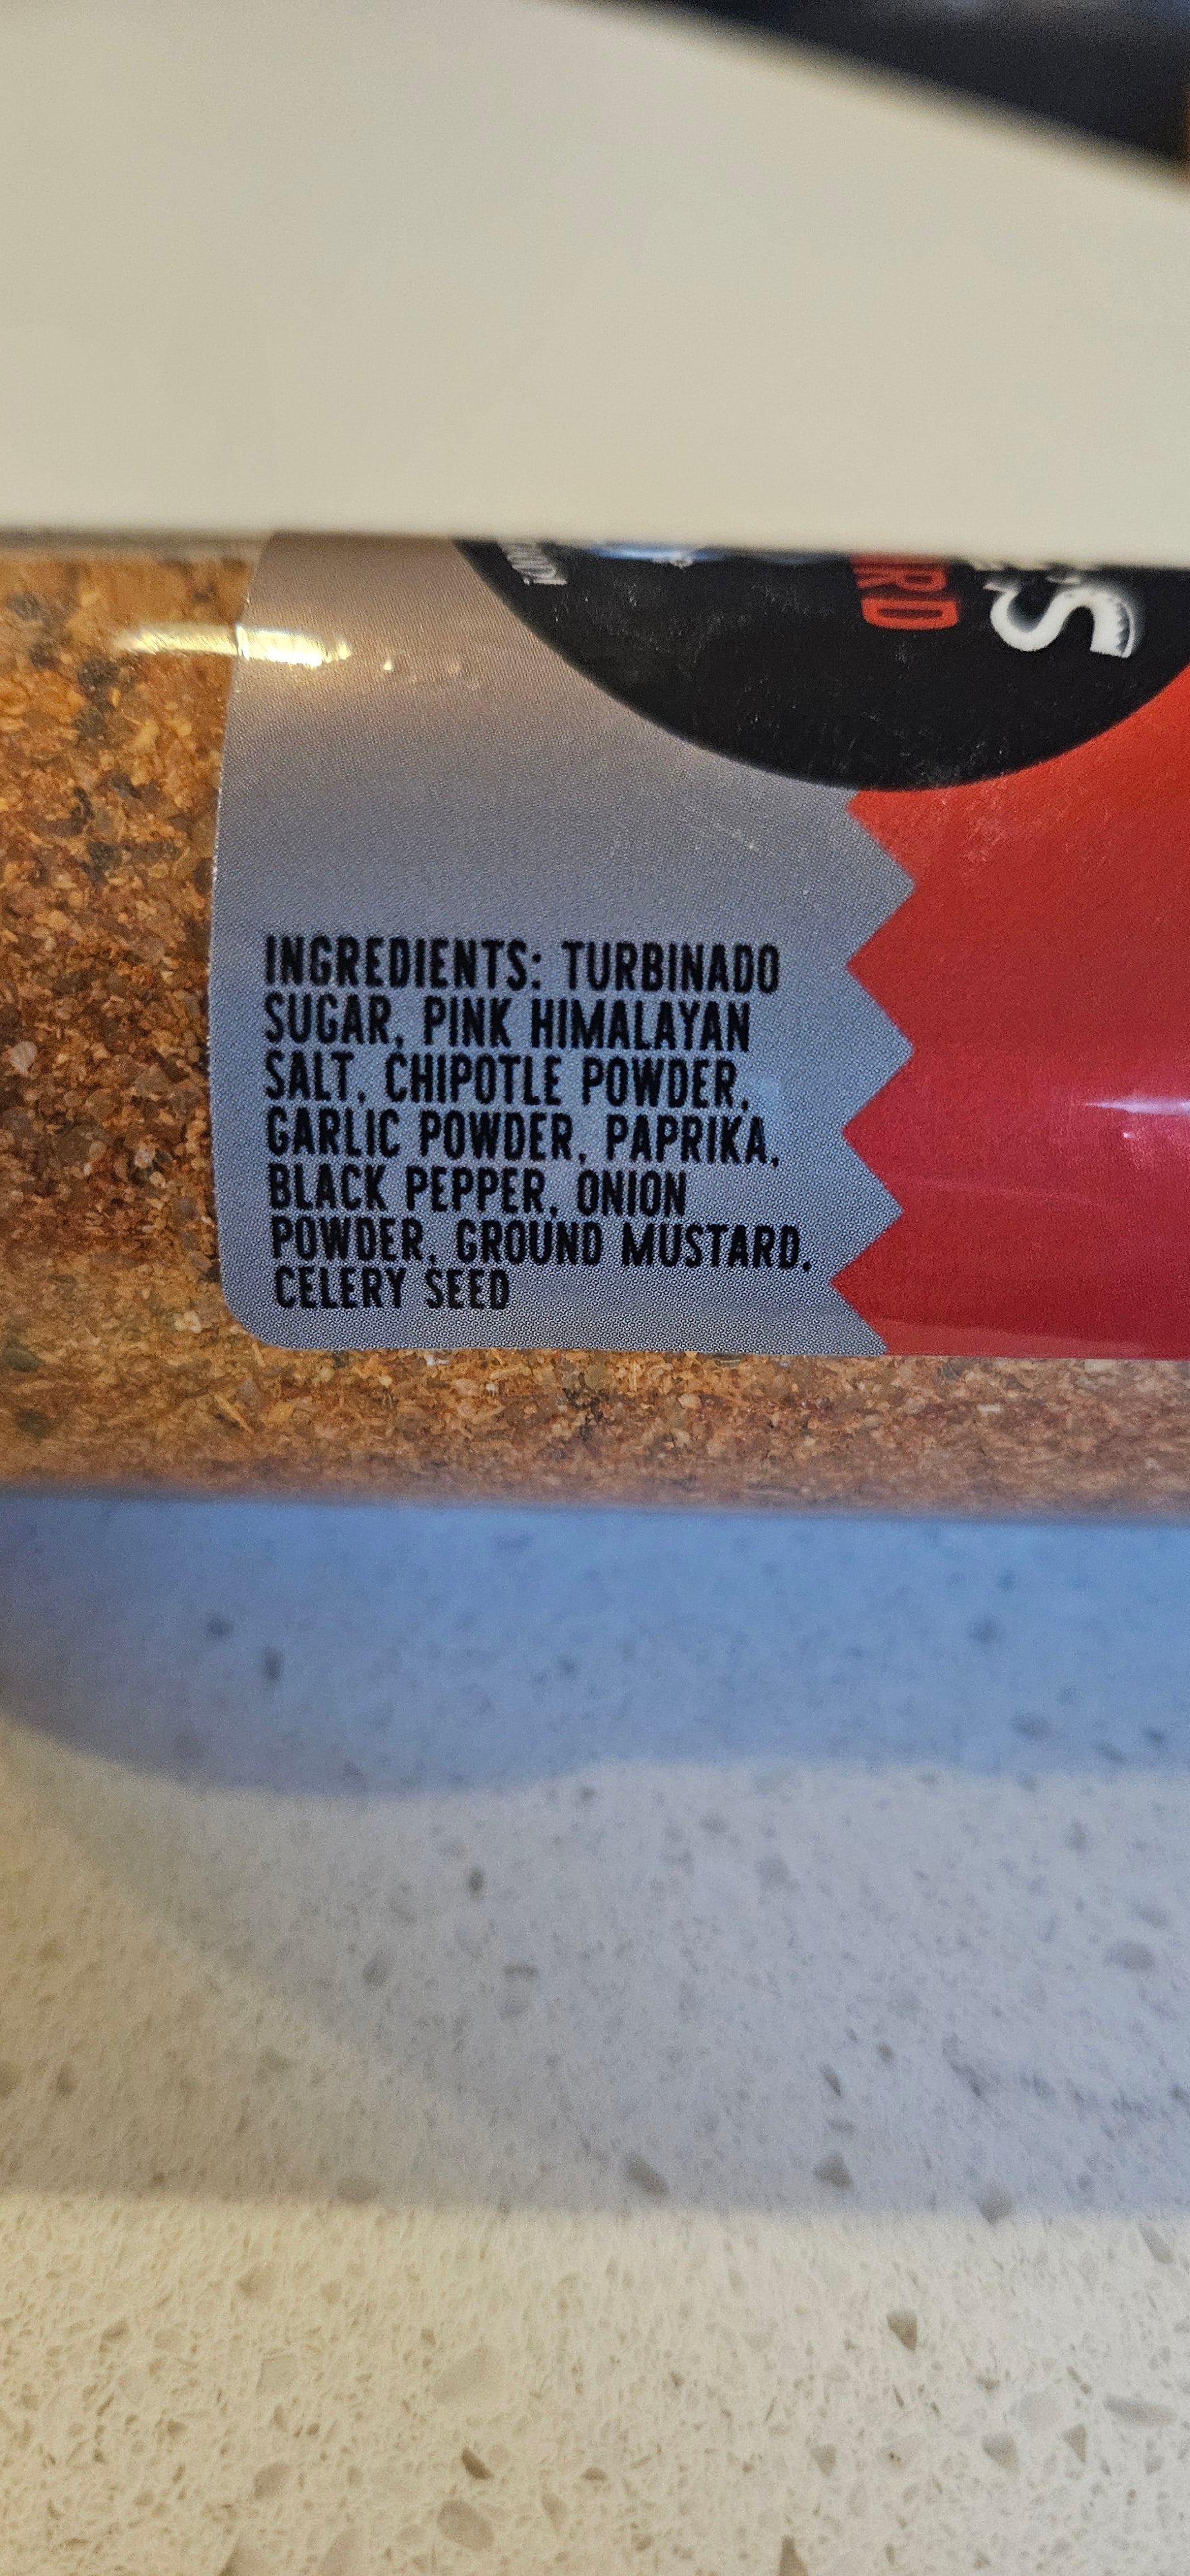 INGREDIENTS: TURBINADO
SUGAR, PINK HIMALAYAN
SALT, CHIPOTLE POWDER,
GARLIC POWDER, PAPRIKA,
BLACK PEPPER, ONION
POWDER, GROUND MUSTARD,
CELERY SEED